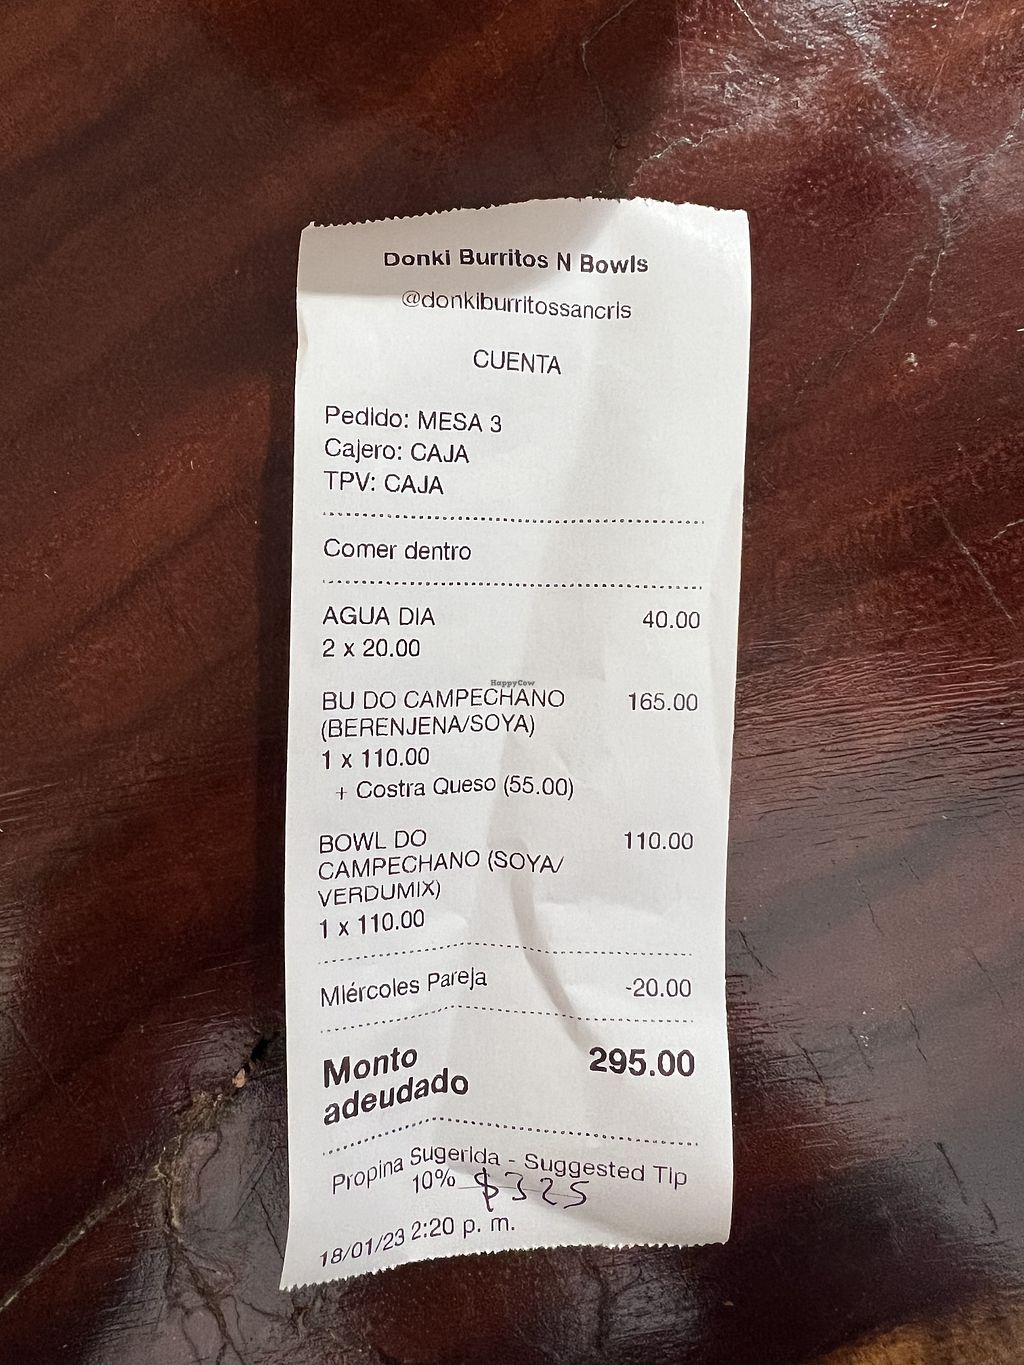 Donki Burritos N Bowls
@donkiburritossancris
CUENTA
Pedido: MESA 3
Cajero: CAJA
TPV: CAJA
Comer dentro
AGUA DIA 40.00
2 x 20.00
HappyCow
BU DO CAMPECHANO 165.00
(BERENJENA/SOYA)
1 x 110.00
+ Costra Queso (55.00)
BOWL DO 110.00
CAMPECHANO (SOYA/
VERDUMIX)
1 x 110.00
Miércoles Pareja -20.00
Monto 295.00
adeudado
Propina Sugerida - Suggested Tip
10% $325
18/01/23 2:20 p. m.